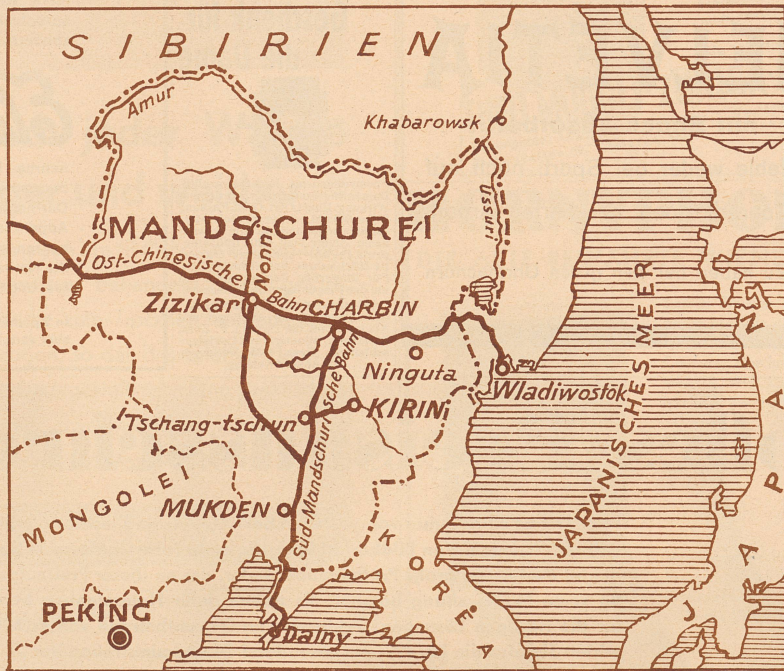 SIBIRIEN
Amur
Khabarowsk
Ussuri
MANDSCHUREI
Ost-Chinesische Bahn
Nonni
Zizikar
CHARBIN
Ninguta
Wladiwostok
Tschang-tschun
KIRIN
Süd-Mandschurische Bahn
MONGOLEI
MUKDEN
KOREA
JAPANISCHES MEER
JAPAN
PEKING
Dalny